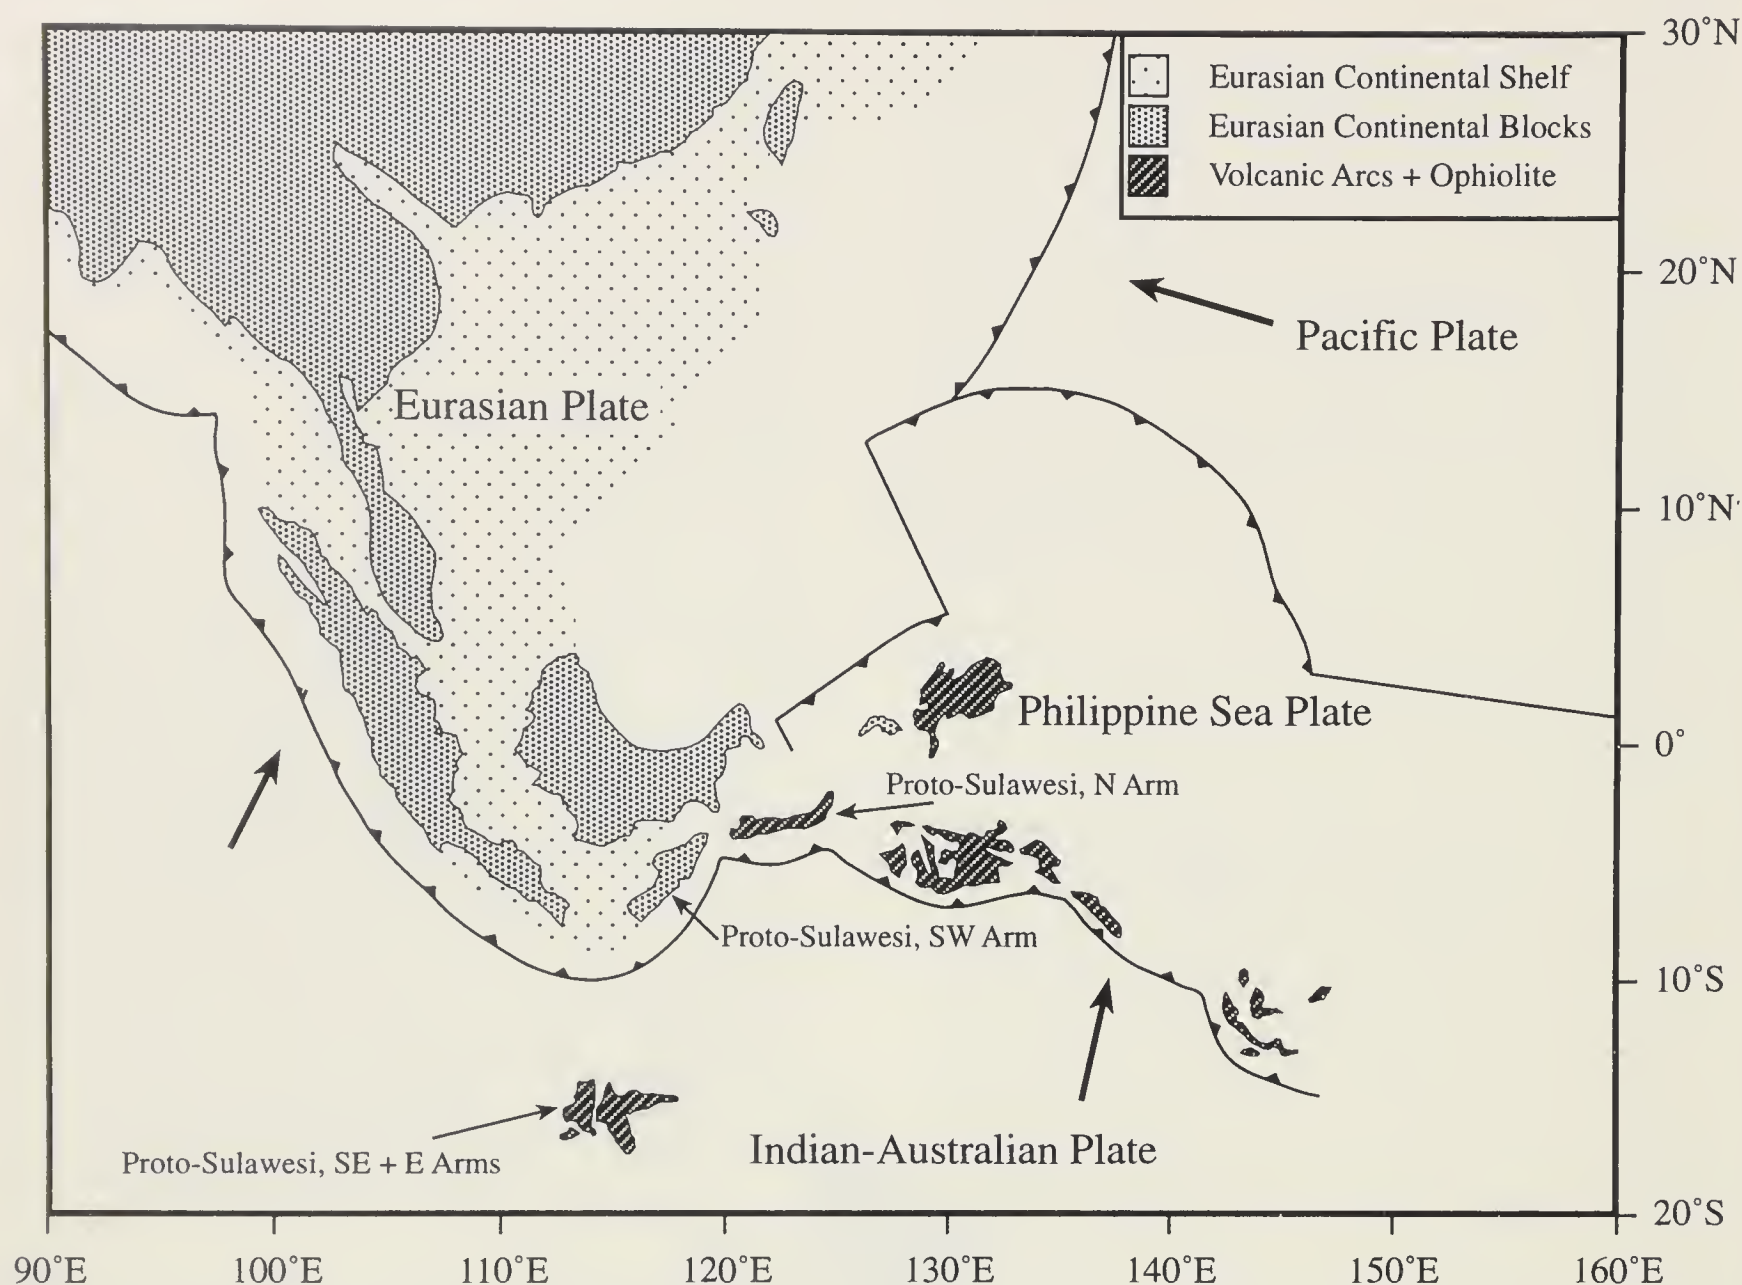 30°N
Eurasian Continental Shelf
Eurasian Continental Blocks
Volcanic Arcs + Ophiolite
20°N
Pacific Plate
Eurasian Plate
10°N
Philippine Sea Plate
0°
Proto-Sulawesi, N Arm
Proto-Sulawesi, SW Arm
10°S
Indian-Australian Plate
Proto-Sulawesi, SE + E Arms
20°S
90°E 100°E 110°E 120°E 130°E 140°E 150°E 160°E